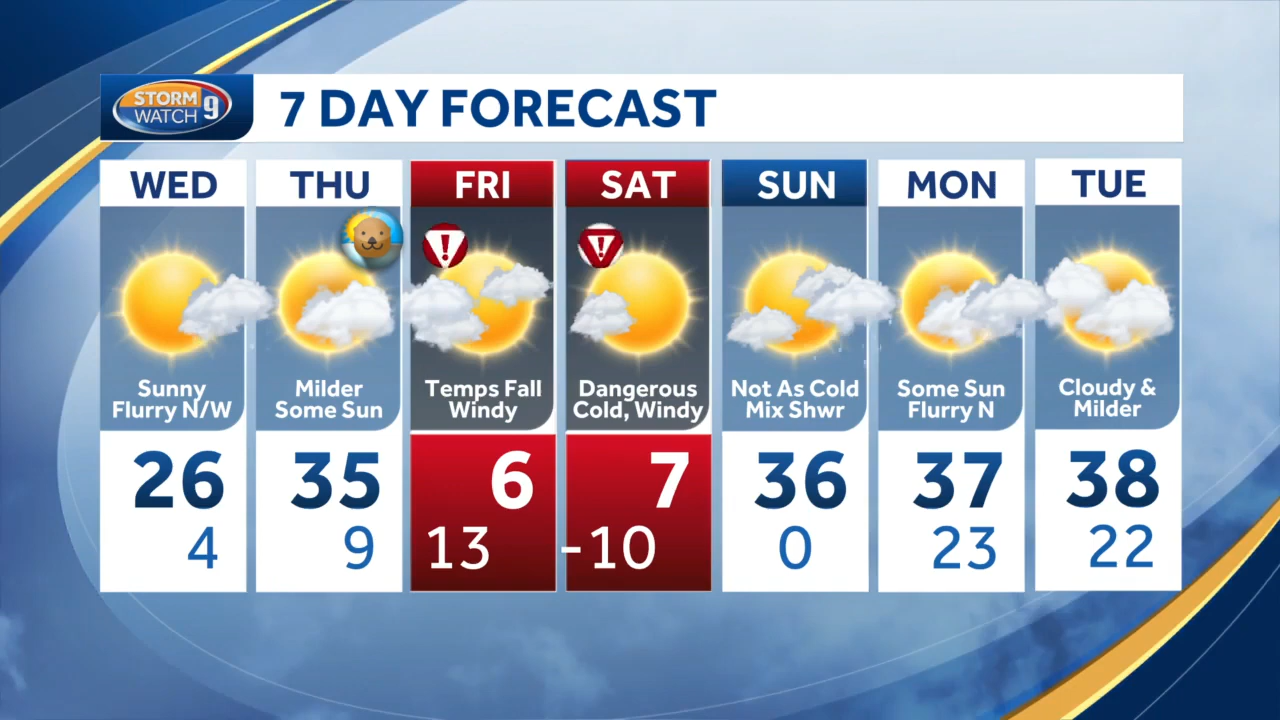 STORM
WATCH 9
7 DAY FORECAST
WED
THU
FRI
SAT
SUN
MON
TUE
!
!
Sunny
Flurry N/W
Milder
Some Sun
Temps Fall
Windy
Dangerous
Cold, Windy
Not As Cold
Mix Shwr
Some Sun
Flurry N
Cloudy &
Milder
26
35
6
7
36
37
38
4
9
13
-10
0
23
22